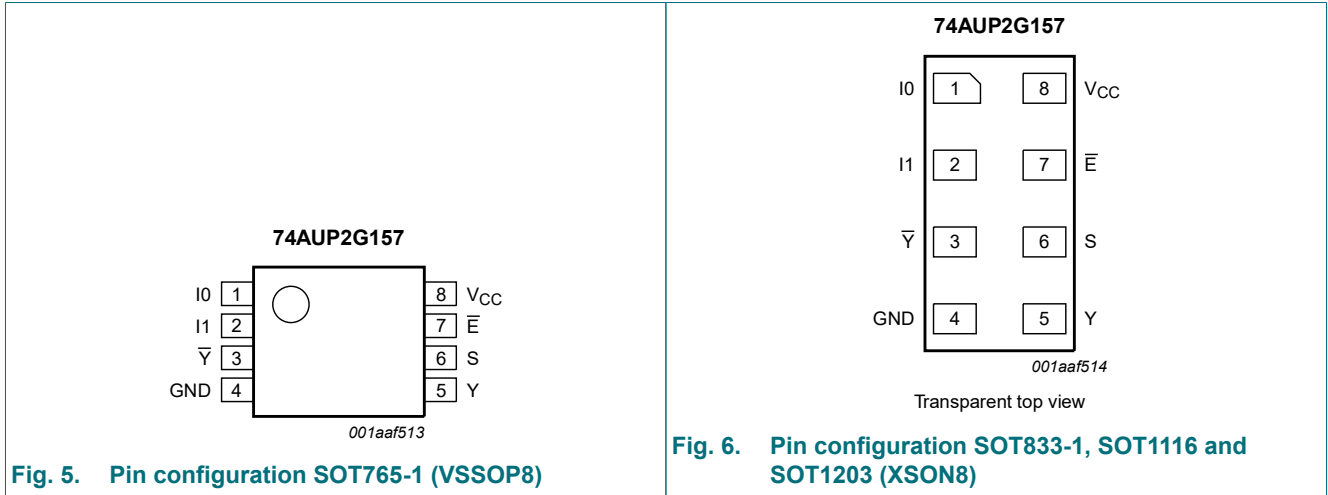 74AUP2G157
I0 1
8 VCC
I1 2
7 E̅
Y̅ 3
6 S
GND 4
5 Y
001aaf513
Fig. 5. Pin configuration SOT765-1 (VSSOP8)
74AUP2G157
I0 1
8 VCC
I1 2
7 E̅
Y̅ 3
6 S
GND 4
5 Y
001aaf514
Transparent top view
Fig. 6. Pin configuration SOT833-1, SOT1116 and
SOT1203 (XSON8)